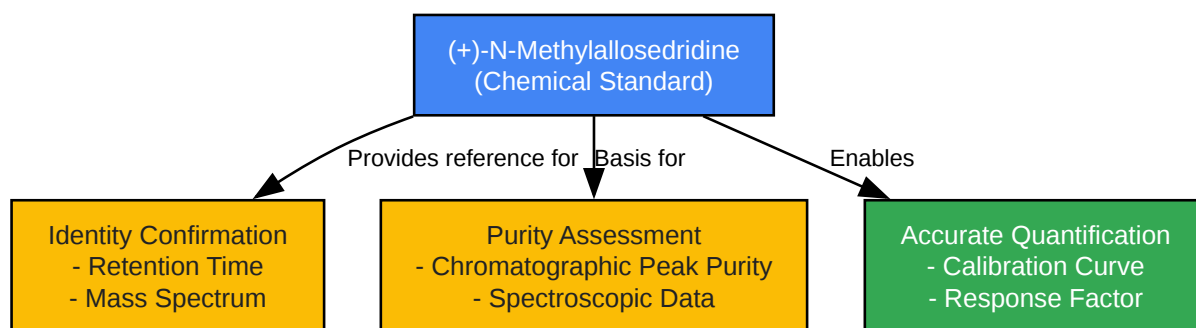 (+)-N-Methylallosedridine
(Chemical Standard)
Provides reference for
Basis for
Enables
Identity Confirmation
- Retention Time
- Mass Spectrum
Purity Assessment
- Chromatographic Peak Purity
- Spectroscopic Data
Accurate Quantification
- Calibration Curve
- Response Factor